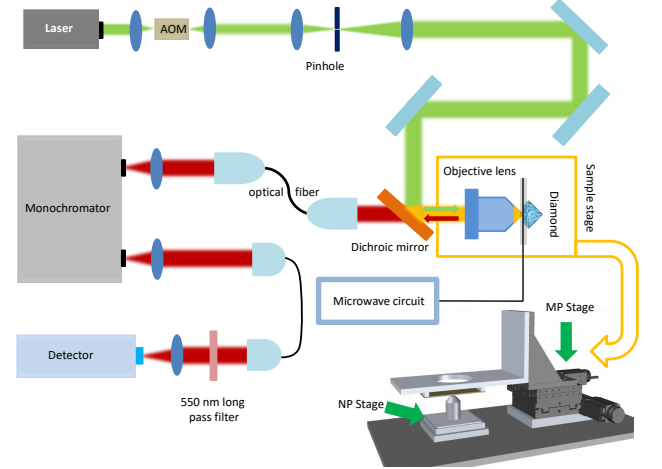 Laser
AOM
Pinhole
Monochromator
optical fiber
Objective lens
Sample stage
Diamond
Dichroic mirror
Microwave circuit
MP Stage
Detector
550 nm long
pass filter
NP Stage